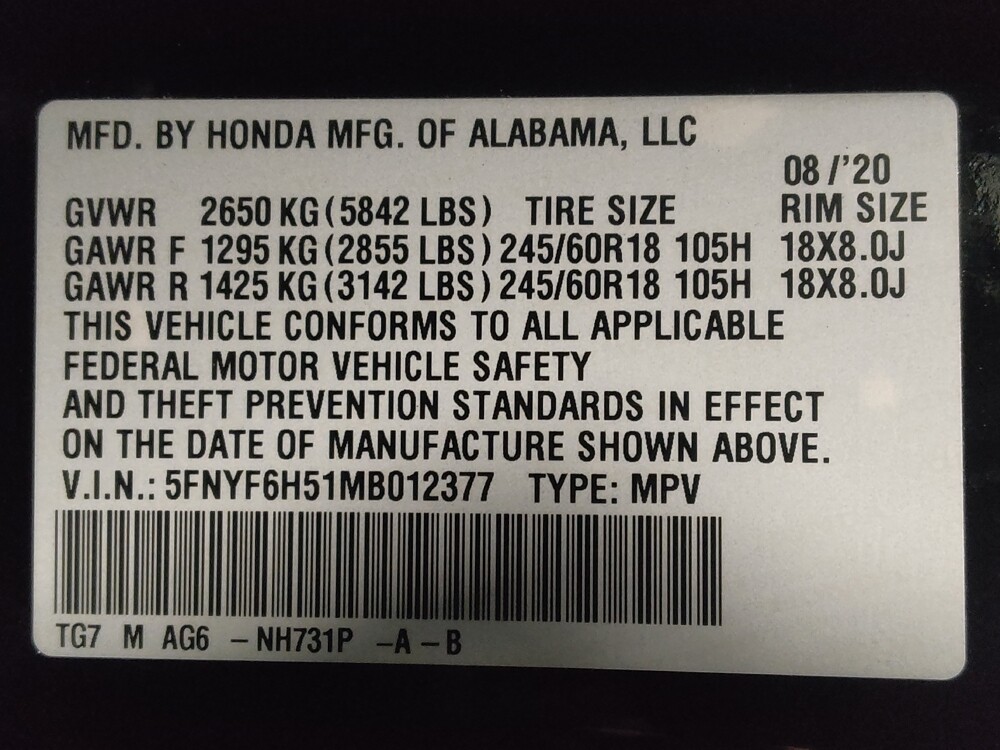 MFD. BY HONDA MFG. OF ALABAMA, LLC
08 /'20
GVWR 2650 KG (5842 LBS) TIRE SIZE RIM SIZE
GAWR F 1295 KG (2855 LBS) 245/60R18 105H 18X8.0J
GAWR R 1425 KG (3142 LBS) 245/60R18 105H 18X8.0J
THIS VEHICLE CONFORMS TO ALL APPLICABLE
FEDERAL MOTOR VEHICLE SAFETY
AND THEFT PREVENTION STANDARDS IN EFFECT
ON THE DATE OF MANUFACTURE SHOWN ABOVE.
V.I.N.: 5FNYF6H51MB012377 TYPE: MPV
TG7 M AG6 – NH731P –A – B